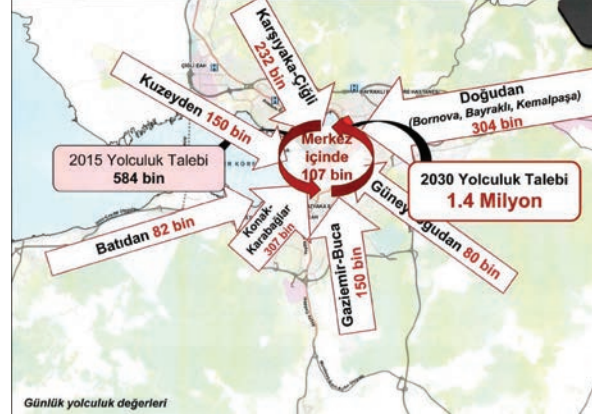 Karşıyaka-Çiğli
232 bin
Kuzeyden 150 bin
Doğudan
(Bornova, Bayraklı, Kemalpaşa)
304 bin
Merkez
içinde
107 bin
2015 Yolculuk Talebi
584 bin
2030 Yolculuk Talebi
1.4 Milyon
Batıdan 82 bin
Konak-
Karabağlar
307 bin
Gaziemir-Buca
150 bin
Güneydoğudan 80 bin
Günlük yolculuk değerleri